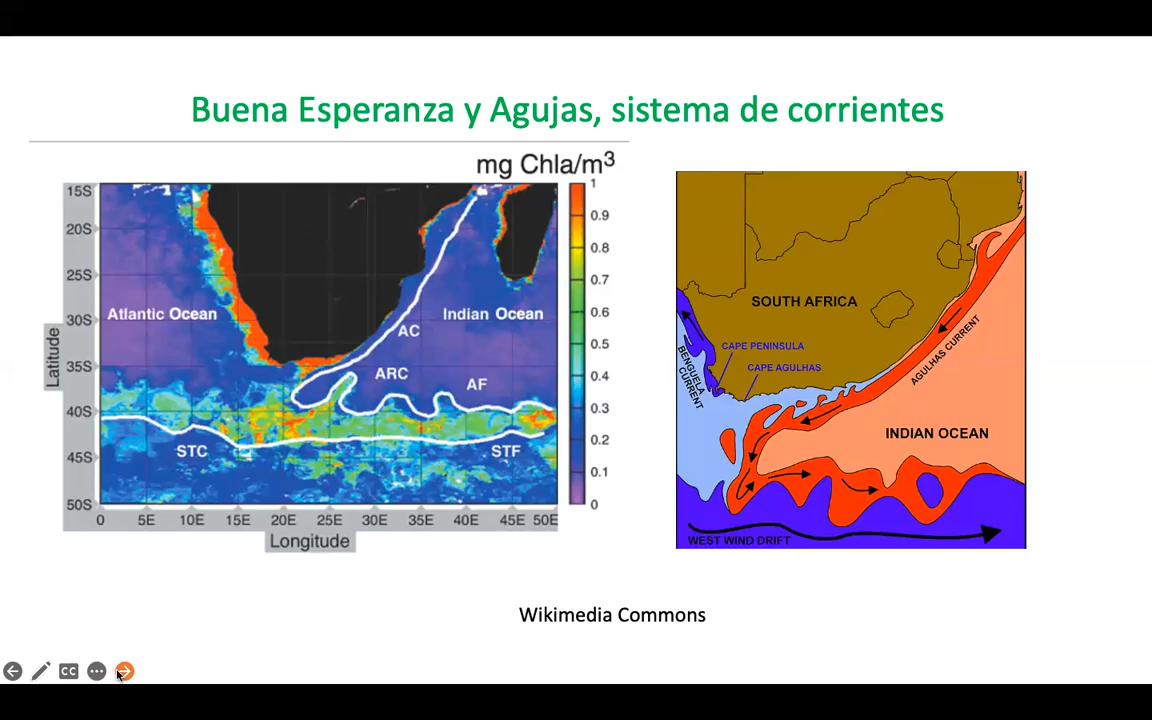 Buena Esperanza y Agujas, sistema de corrientes
mg Chla/m³
15S
20S
25S
30S
35S
40S
45S
50S
Latitude
Atlantic Ocean
Indian Ocean
AC
ARC
AF
STC
STF
1
0.9
0.8
0.7
0.6
0.5
0.4
0.3
0.2
0.1
0
0 5E 10E 15E 20E 25E 30E 35E 40E 45E 50E
Longitude
SOUTH AFRICA
CAPE PENINSULA
CAPE AGULHAS
BENGUELA
CURRENT
AGULHAS CURRENT
INDIAN OCEAN
WEST WIND DRIFT
Wikimedia Commons
CC